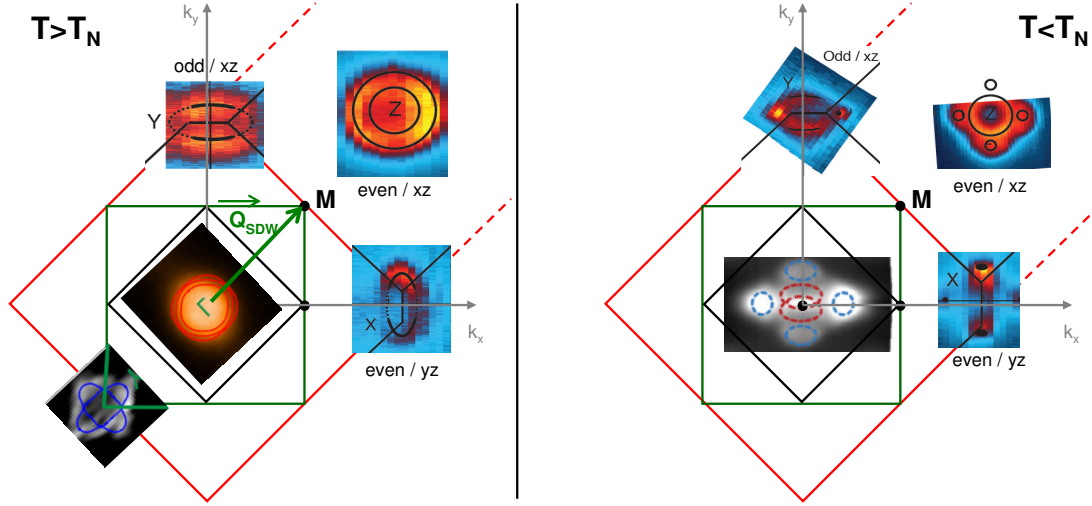 T>T_N
k_y
odd / xz
Y
Z
even / xz
M
Q_SDW
Γ
X
k_x
even / yz
Y
T<T_N
k_y
Odd / xz
Y
Z
even / xz
M
X
k_x
even / yz